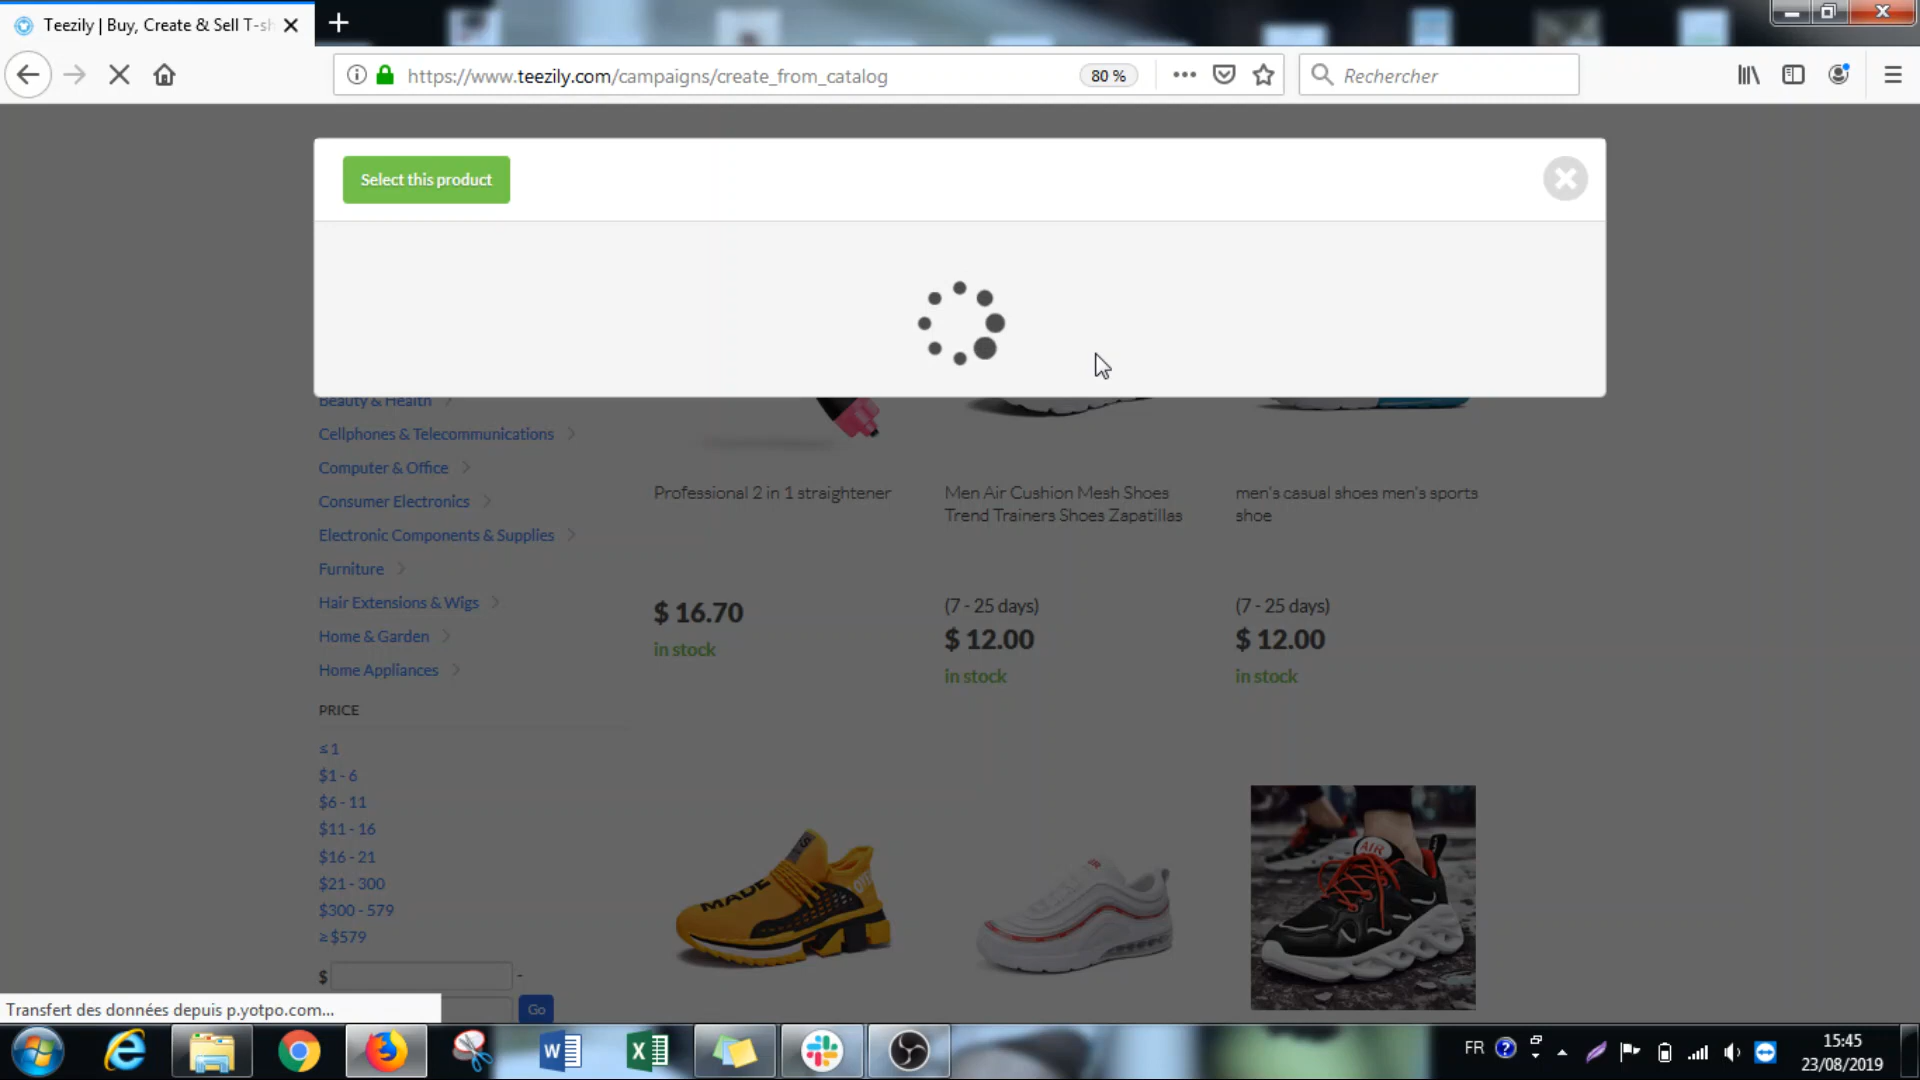 Teezily | Buy, Create & Sell T-sh
https://www.teezily.com/campaigns/create_from_catalog
80 %
Rechercher
Select this product
Beauty & Health
Cellphones & Telecommunications
Computer & Office
Consumer Electronics
Electronic Components & Supplies
Furniture
Hair Extensions & Wigs
Home & Garden
Home Appliances
PRICE
≤ 1
$1 - 6
$6 - 11
$11 - 16
$16 - 21
$21 - 300
$300 - 579
≥ $579
$ -
Go
Professional 2 in 1 straightener
$ 16.70
in stock
Men Air Cushion Mesh Shoes
Trend Trainers Shoes Zapatillas
(7 - 25 days)
$ 12.00
in stock
men's casual shoes men's sports
shoe
(7 - 25 days)
$ 12.00
in stock
MADE
AIR
Transfert des données depuis p.yotpo.com...
FR
15:45
23/08/2019